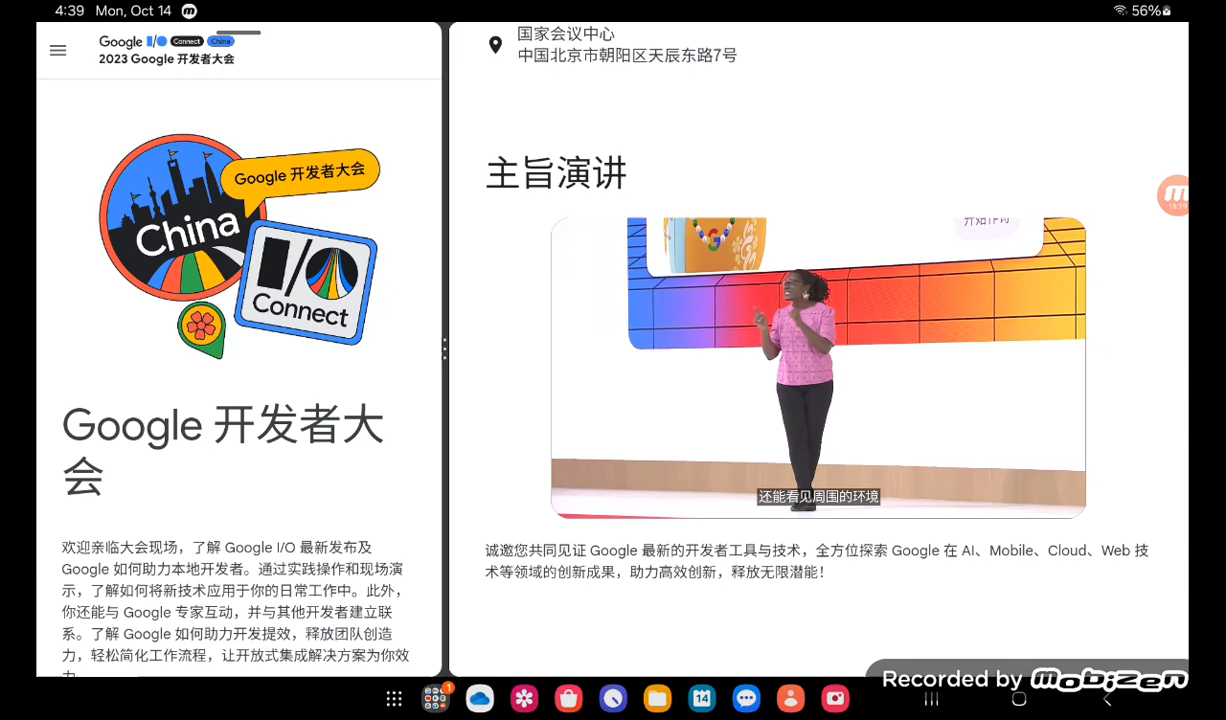 4:39 Mon, Oct 14
56%
Google I/O Connect China
2023 Google 开发者大会
Google 开发者大会
China
I/O
Connect
Google 开发者大
会
欢迎亲临大会现场，了解 Google I/O 最新发布及
Google 如何助力本地开发者。通过实践操作和现场演
示，了解如何将新技术应用于你的日常工作中。此外，
你还能与 Google 专家互动，并与其他开发者建立联
系。了解 Google 如何助力开发提效，释放团队创造
力，轻松简化工作流程，让开放式集成解决方案为你效
国家会议中心
中国北京市朝阳区天辰东路7号
主旨演讲
G
还能看见周围的环境
诚邀您共同见证 Google 最新的开发者工具与技术，全方位探索 Google 在 AI、Mobile、Cloud、Web 技
术等领域的创新成果，助力高效创新，释放无限潜能！
16:19
1
14
Recorded by mobizen